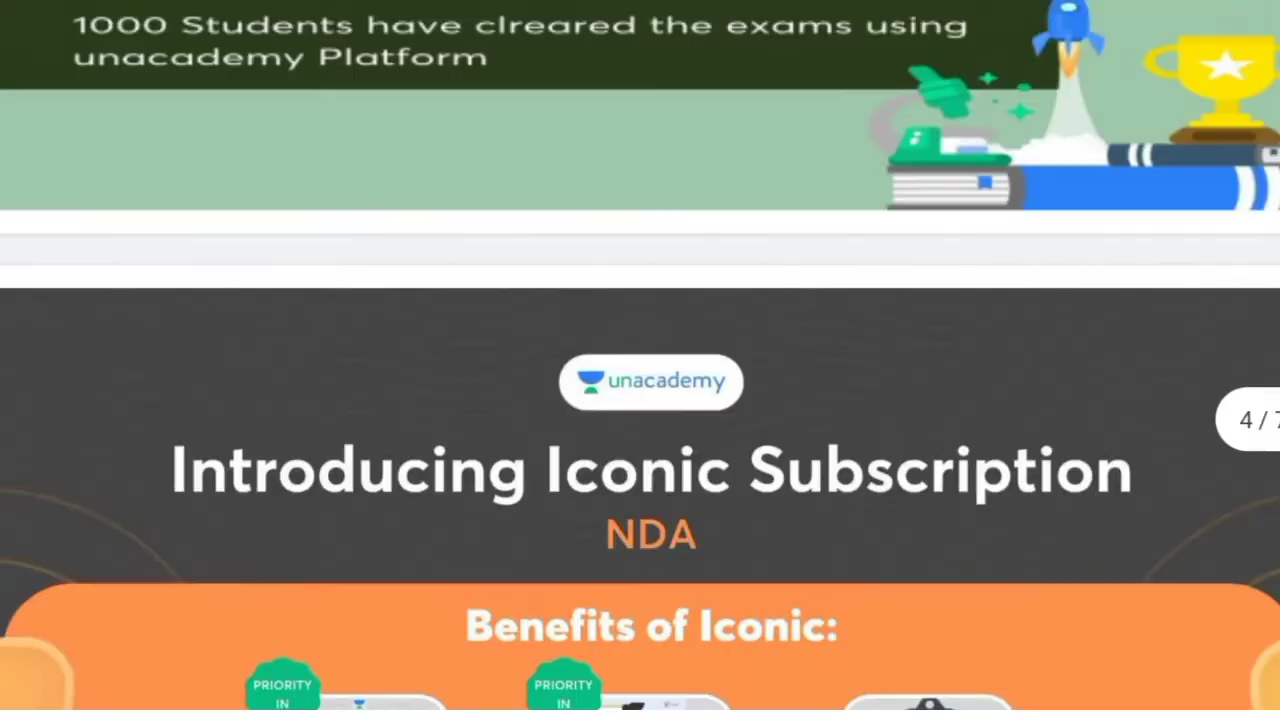 1000 Students have clreared the exams using
unacademy Platform
unacademy
4 /
Introducing Iconic Subscription
NDA
Benefits of Iconic:
PRIORITY
IN
PRIORITY
IN